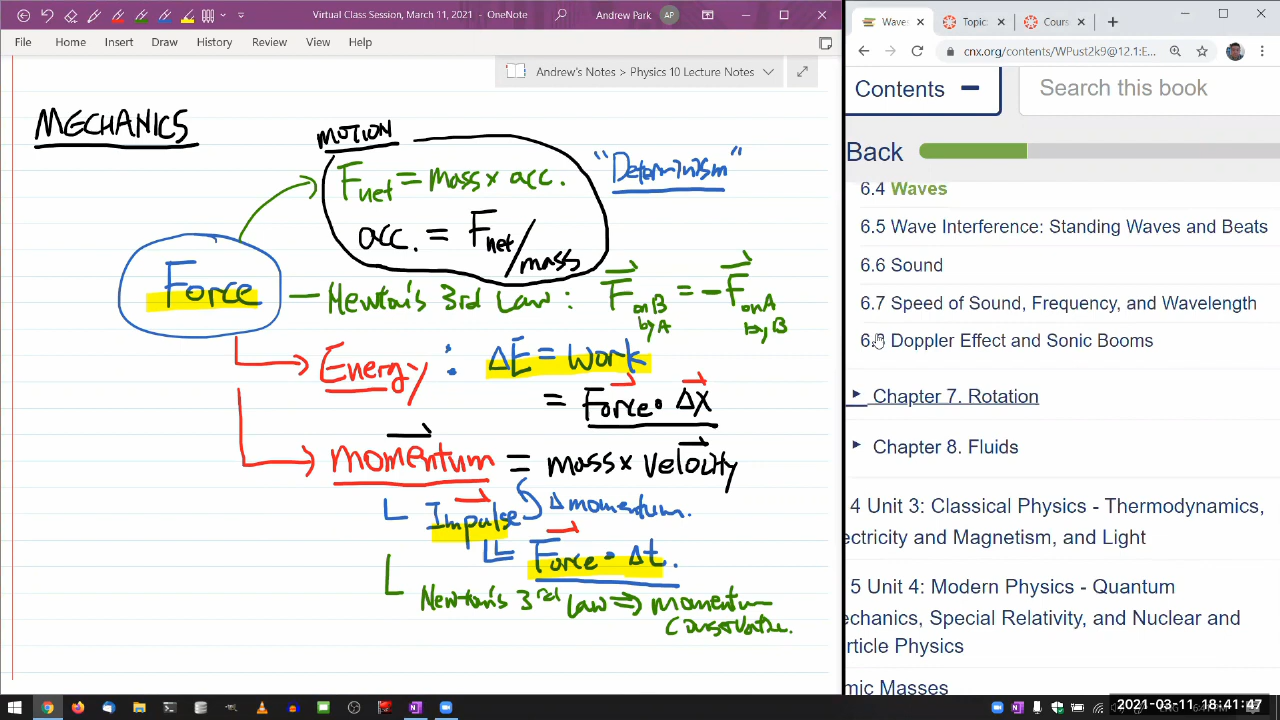 Virtual Class Session, March 11, 2021 - OneNote
Andrew Park
AP
File Home Insert Draw History Review View Help
Andrew's Notes > Physics 10 Lecture Notes
MECHANICS
MOTION
Fnet = mass x acc.
"Determinism"
acc. = Fnet/mass
Force
— Newton's 3rd Law : F on B by A = -F on A by B
Energy : ΔE = Work
= Force · Δx
momentum = mass x velocity
Impulse Δmomentum.
Force · Δt.
Newton's 3rd Law ⇒ momentum
Conservation.
Waves
Topic
Cours
cnx.org/contents/WPust2k9@12.1:E...
Contents
Search this book
Back
6.4 Waves
6.5 Wave Interference: Standing Waves and Beats
6.6 Sound
6.7 Speed of Sound, Frequency, and Wavelength
6.8 Doppler Effect and Sonic Booms
Chapter 7. Rotation
Chapter 8. Fluids
4 Unit 3: Classical Physics - Thermodynamics,
ectricity and Magnetism, and Light
5 Unit 4: Modern Physics - Quantum
echanics, Special Relativity, and Nuclear and
rticle Physics
omic Masses
2021-03-11 18:41:47